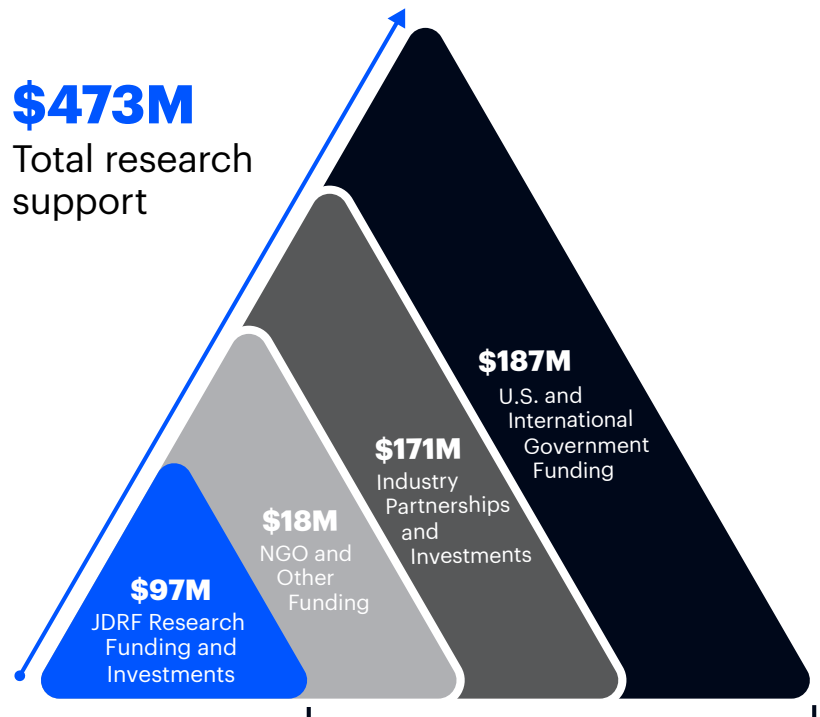 $473M
Total research
support
$187M
U.S. and
International
Government
Funding
$171M
Industry
Partnerships
and
Investments
$18M
NGO and
Other
Funding
$97M
JDRF Research
Funding and
Investments